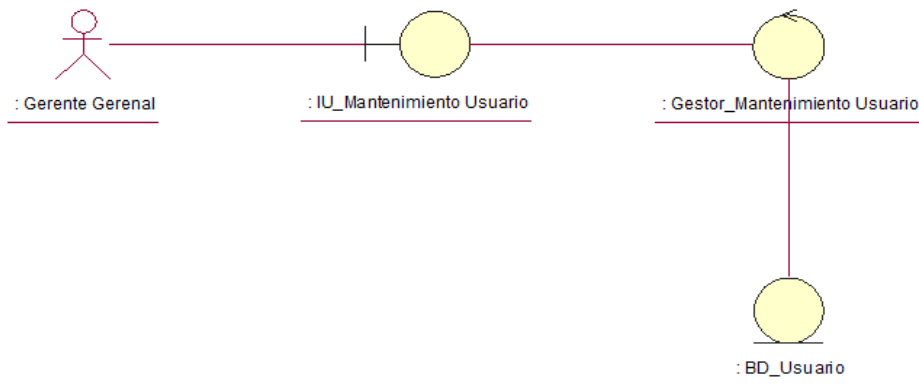 : Gerente Gerenal
: IU_Mantenimiento Usuario
: Gestor_Mantenimiento Usuario
: BD_Usuario